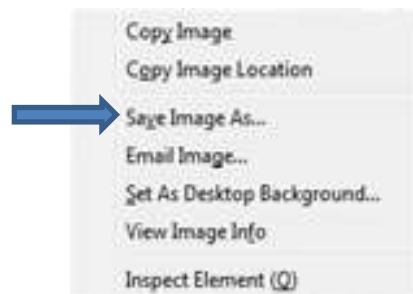 Copy Image
Copy Image Location
Save Image As...
Email Image...
Set As Desktop Background...
View Image Info
Inspect Element (Q)